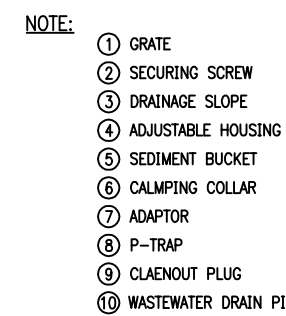 NOTE:
1 GRATE
2 SECURING SCREW
3 DRAINAGE SLOPE
4 ADJUSTABLE HOUSING
5 SEDIMENT BUCKET
6 CALMPING COLLAR
7 ADAPTOR
8 P-TRAP
9 CLAENOUT PLUG
10 WASTEWATER DRAIN PI